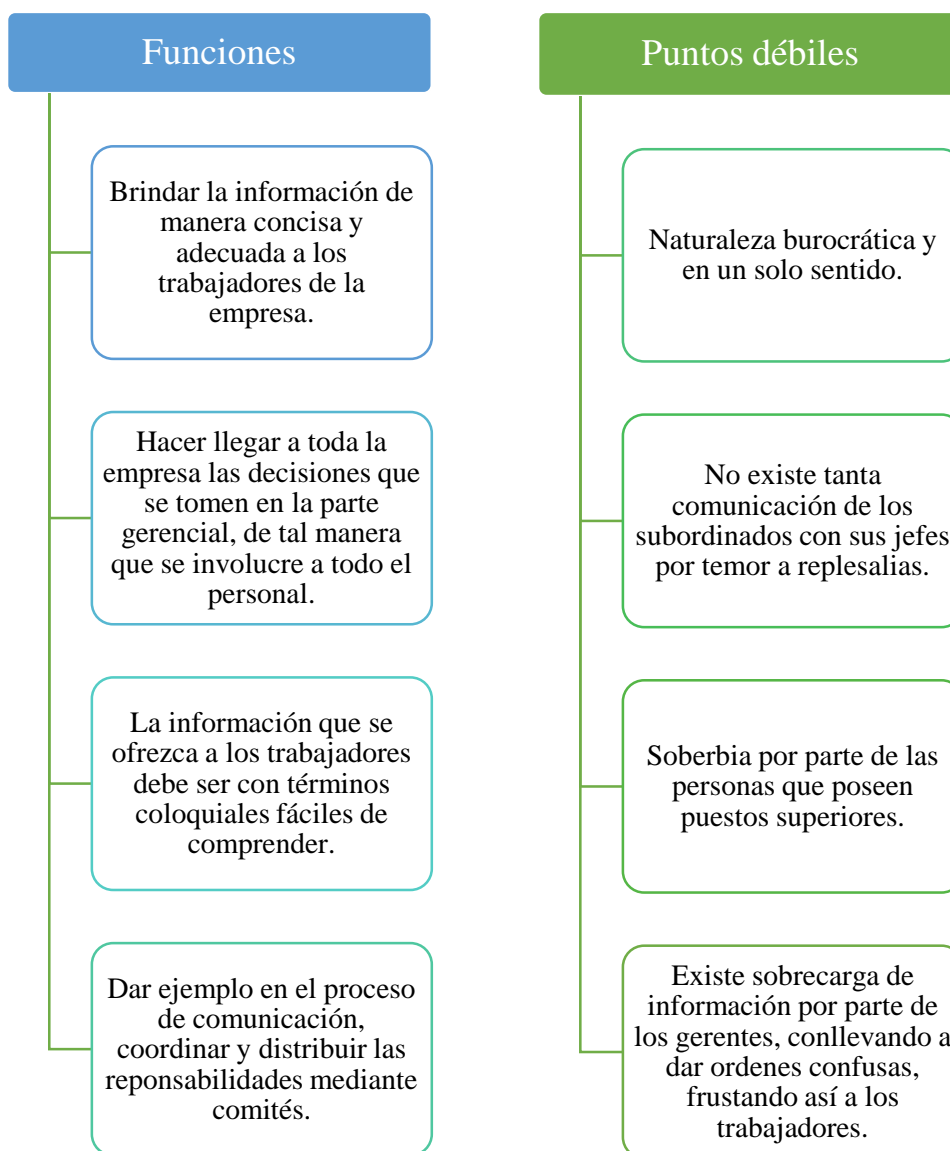 Funciones
Brindar la información de
manera concisa y
adecuada a los
trabajadores de la
empresa.
Hacer llegar a toda la
empresa las decisiones que
se tomen en la parte
gerencial, de tal manera
que se involucre a todo el
personal.
La información que se
ofrezca a los trabajadores
debe ser con términos
coloquiales fáciles de
comprender.
Dar ejemplo en el proceso
de comunicación,
coordinar y distribuir las
reponsabilidades mediante
comités.
Puntos débiles
Naturaleza burocrática y
en un solo sentido.
No existe tanta
comunicación de los
subordinados con sus jefes
por temor a replesalias.
Soberbia por parte de las
personas que poseen
puestos superiores.
Existe sobrecarga de
información por parte de
los gerentes, conllevando a
dar ordenes confusas,
frustando así a los
trabajadores.